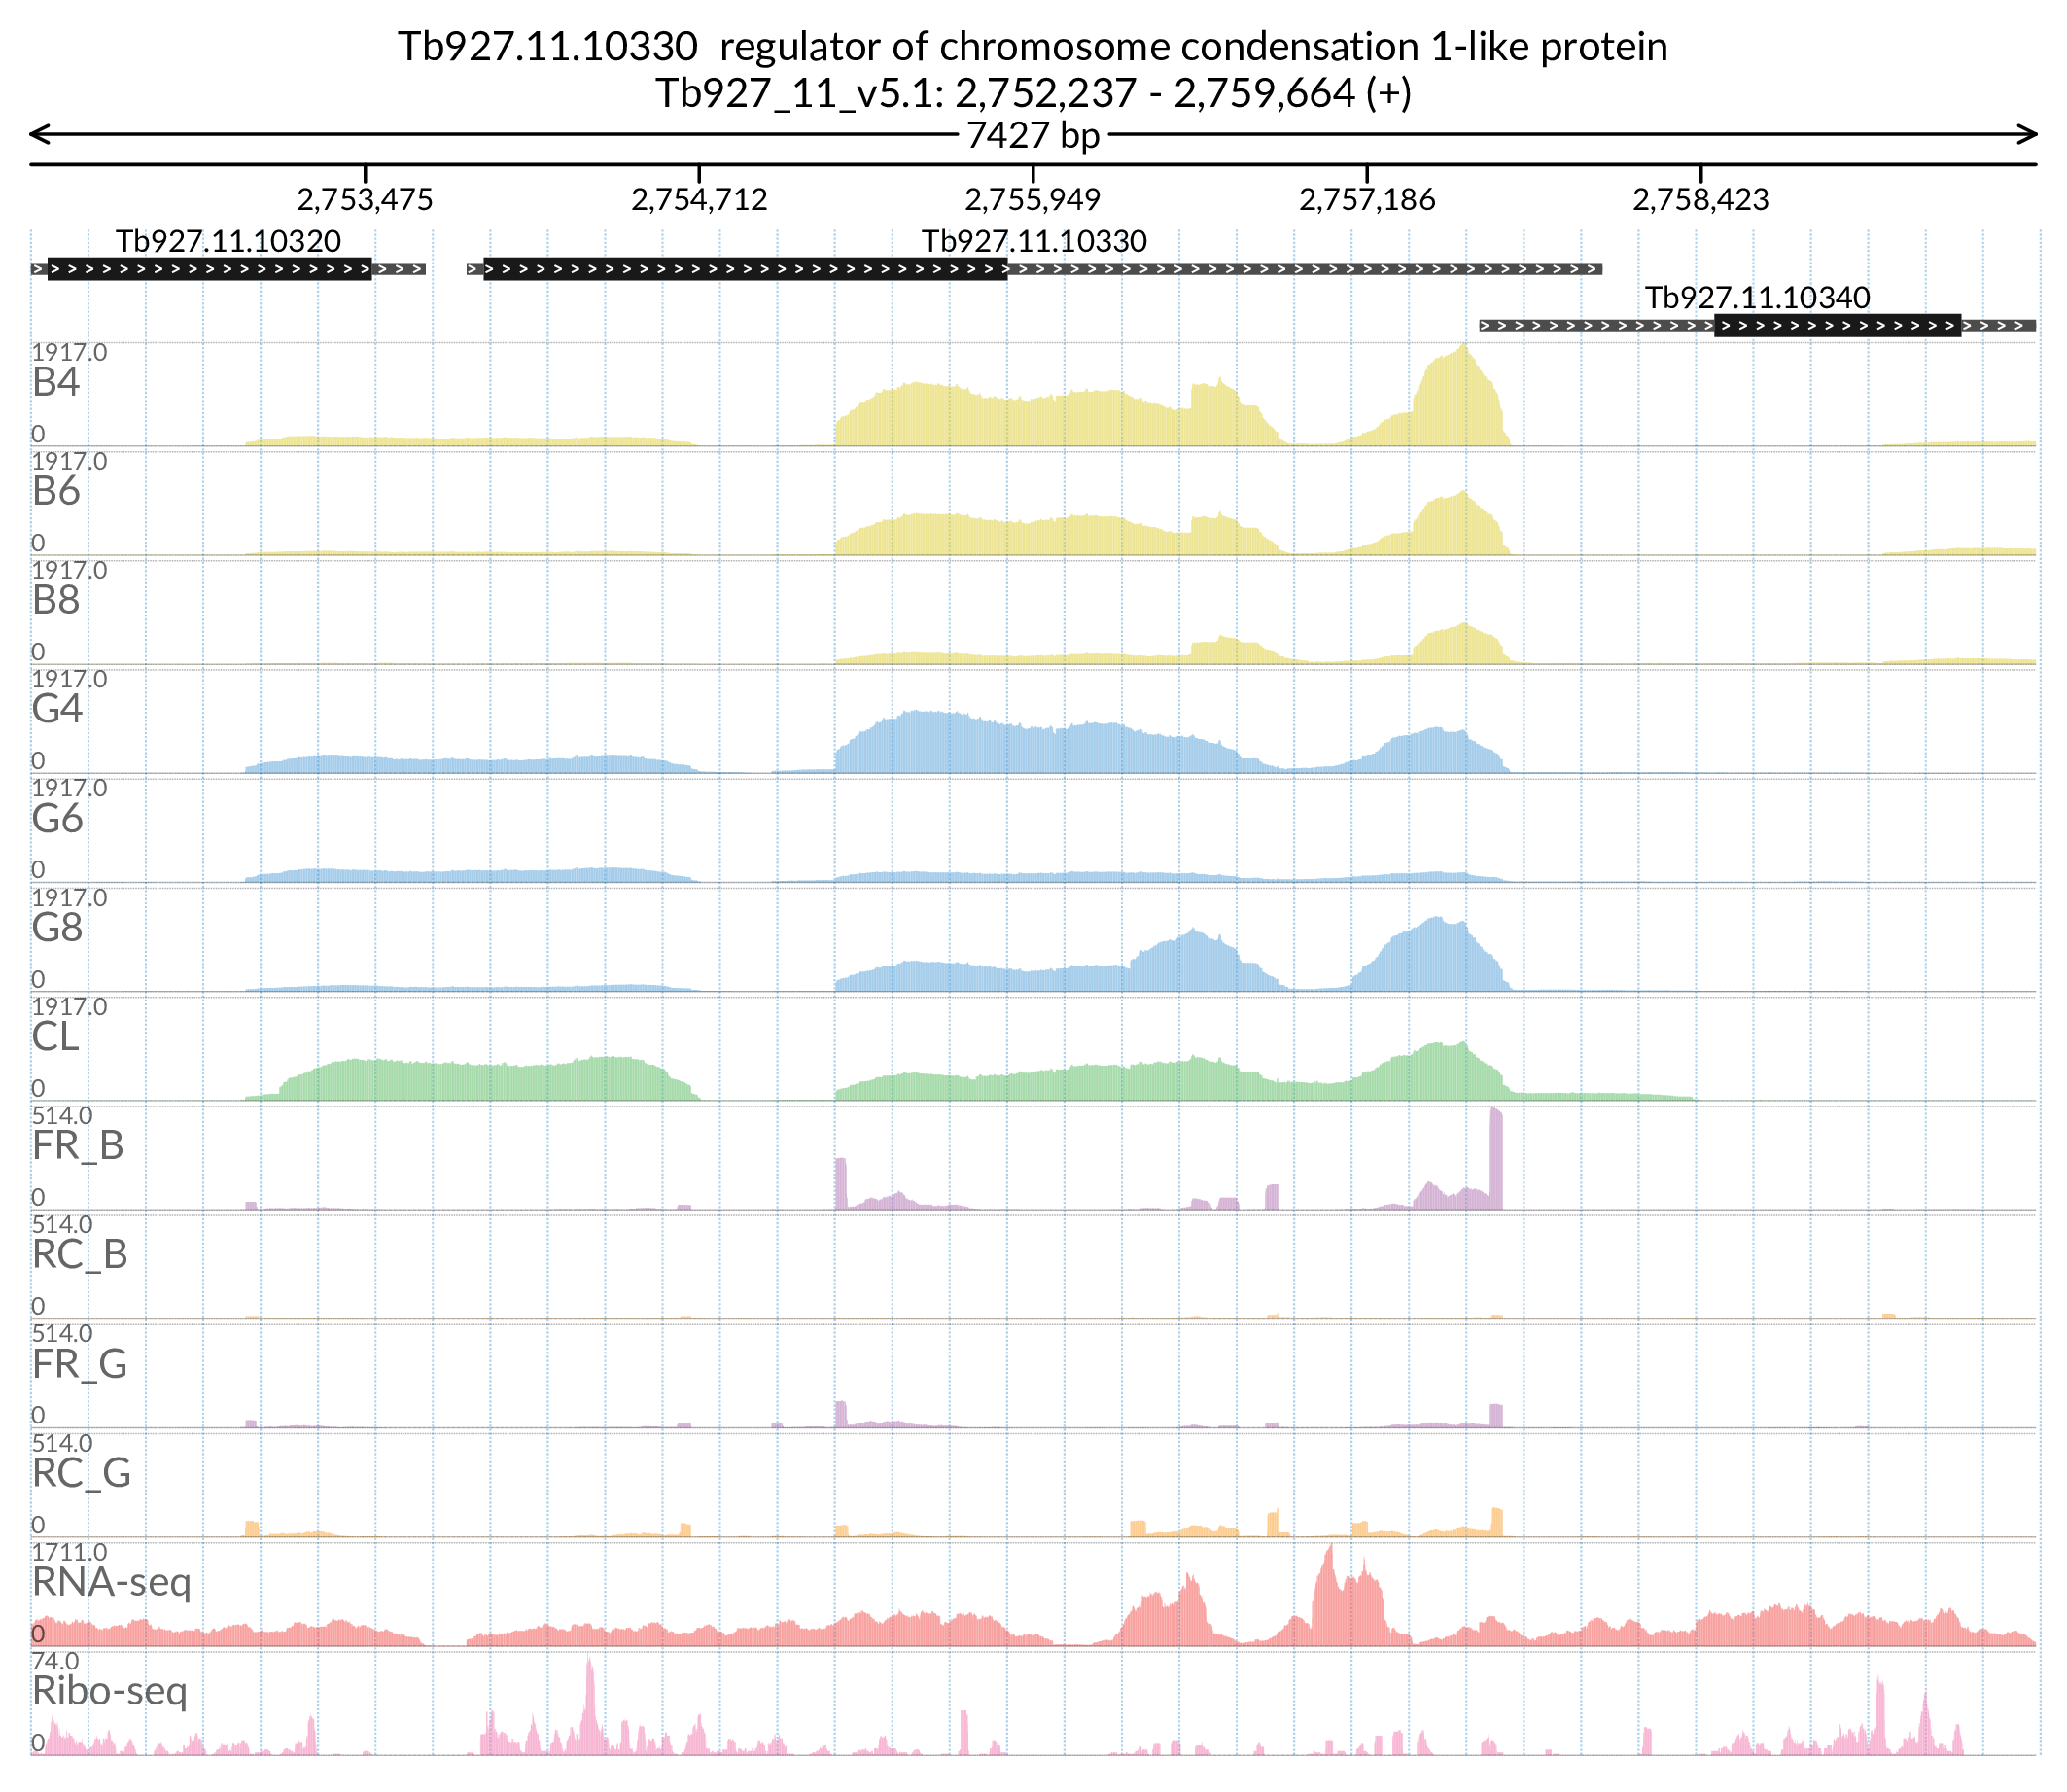 Tb927.11.10330  regulator of chromosome condensation 1-like protein
Tb927_11_v5.1: 2,752,237 - 2,759,664 (+)
7427 bp
2,753,475 2,754,712 2,755,949 2,757,186 2,758,423
Tb927.11.10320 Tb927.11.10330
Tb927.11.10340
1917.0
B4
0
1917.0
B6
0
1917.0
B8
0
1917.0
G4
0
1917.0
G6
0
1917.0
G8
0
1917.0
CL
0
514.0
FR_B
0
514.0
RC_B
0
514.0
FR_G
0
514.0
RC_G
0
1711.0
RNA-seq
0
74.0
Ribo-seq
0